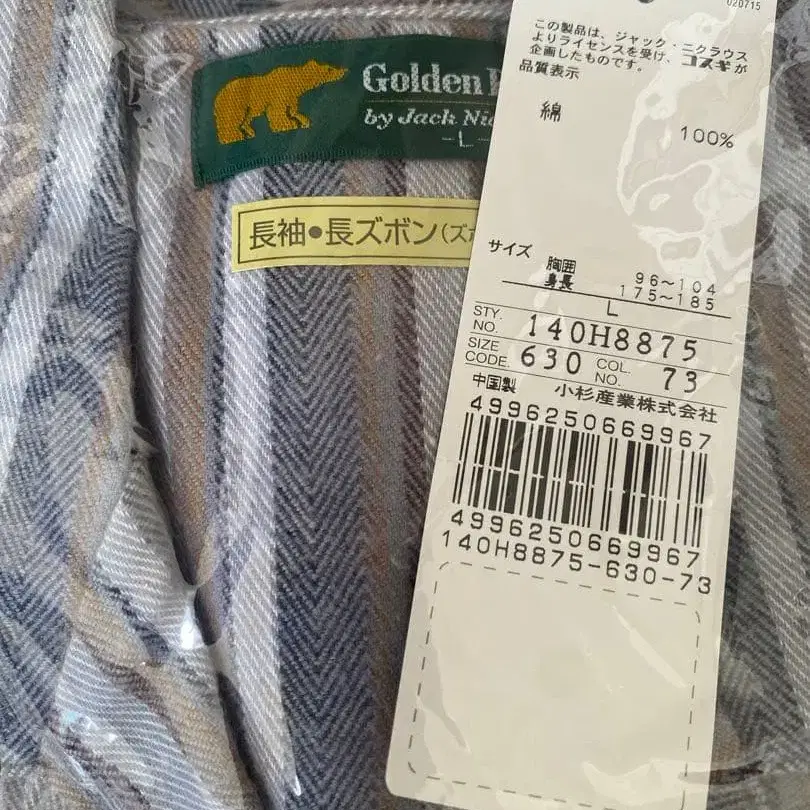 Golden
by Jack
-L-
長袖●長ズボン(ズボ
020715
この製品は、ジャック・ニクラウス
よりライセンスを受け、コスギが
企画したものです。
品質表示
綿
100%
サイズ
胸囲 96~104
身長 175~185
L
STY. NO. 140H8875
SIZE CODE. 630 COL. NO. 73
中国製 小杉産業株式会社
4996250669967
4996250669967
140H8875-630-73